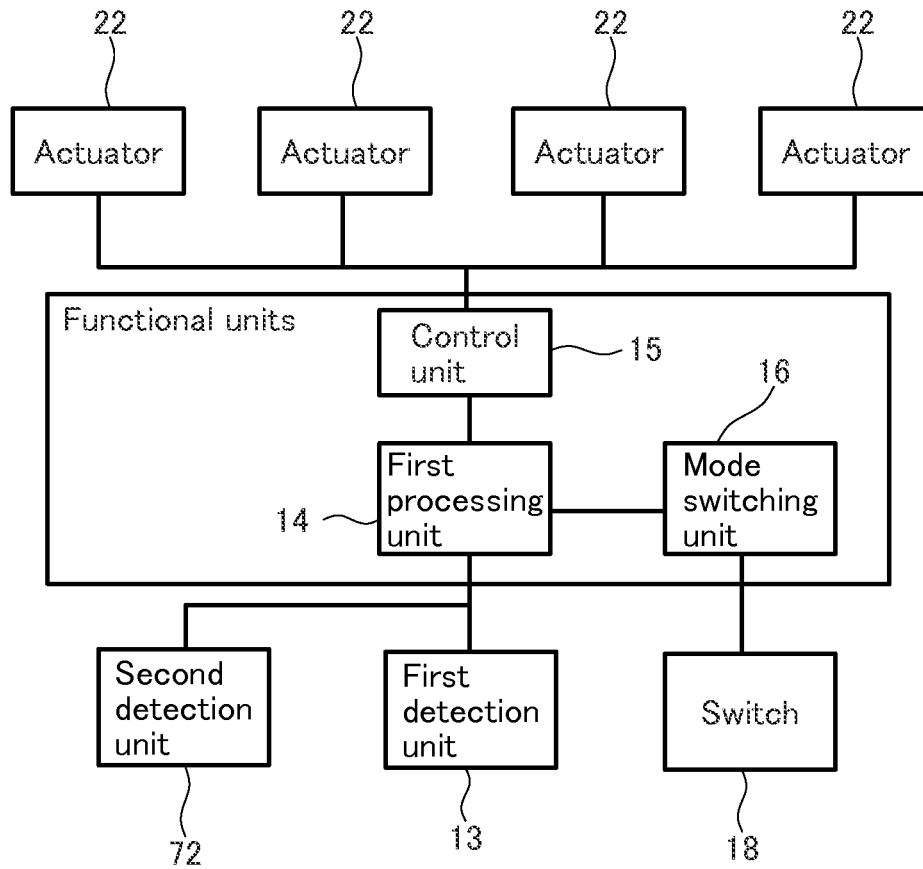 22 22 22 22
Actuator Actuator Actuator Actuator
Functional units
Control
unit
15
16
First
processing
unit
14
Mode
switching
unit
Second
detection
unit
First
detection
unit
Switch
72
13
18